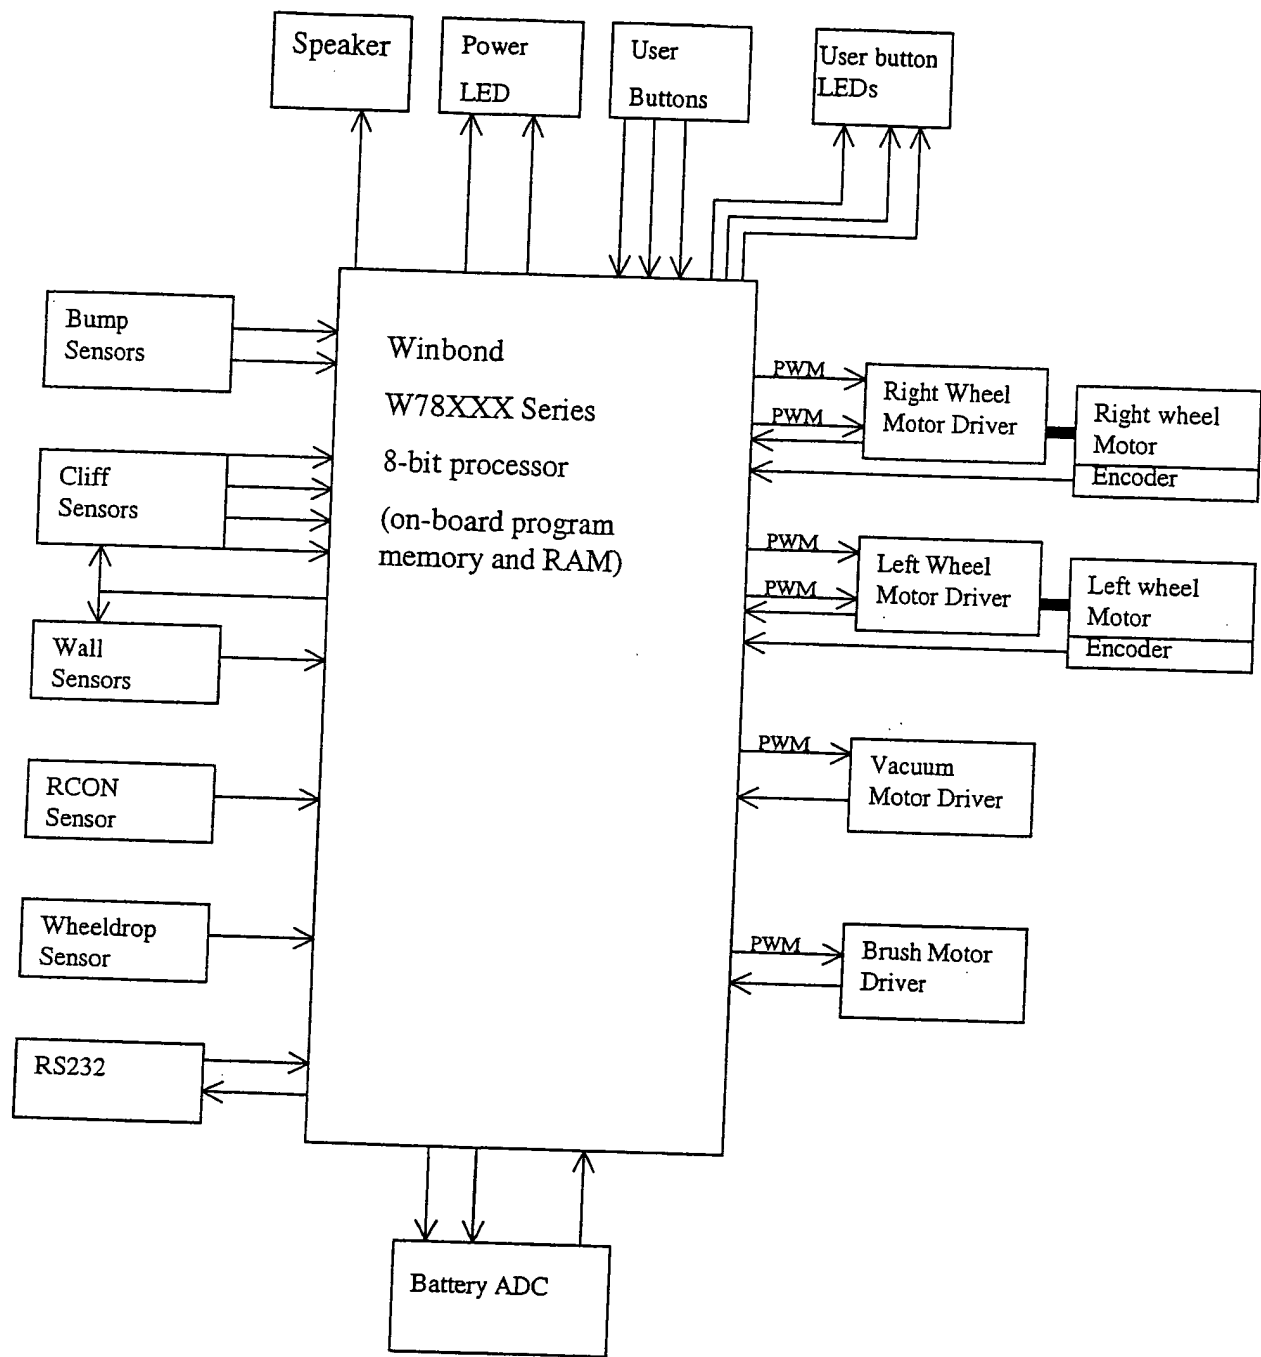 Speaker
Power
LED
User
Buttons
User button
LEDs
Bump
Sensors
Cliff
Sensors
Wall
Sensors
RCON
Sensor
Wheeldrop
Sensor
RS232
Winbond
W78XXX Series
8-bit processor
(on-board program
memory and RAM)
PWM
PWM
Right Wheel
Motor Driver
Right wheel
Motor
Encoder
PWM
PWM
Left Wheel
Motor Driver
Left wheel
Motor
Encoder
PWM
Vacuum
Motor Driver
PWM
Brush Motor
Driver
Battery ADC